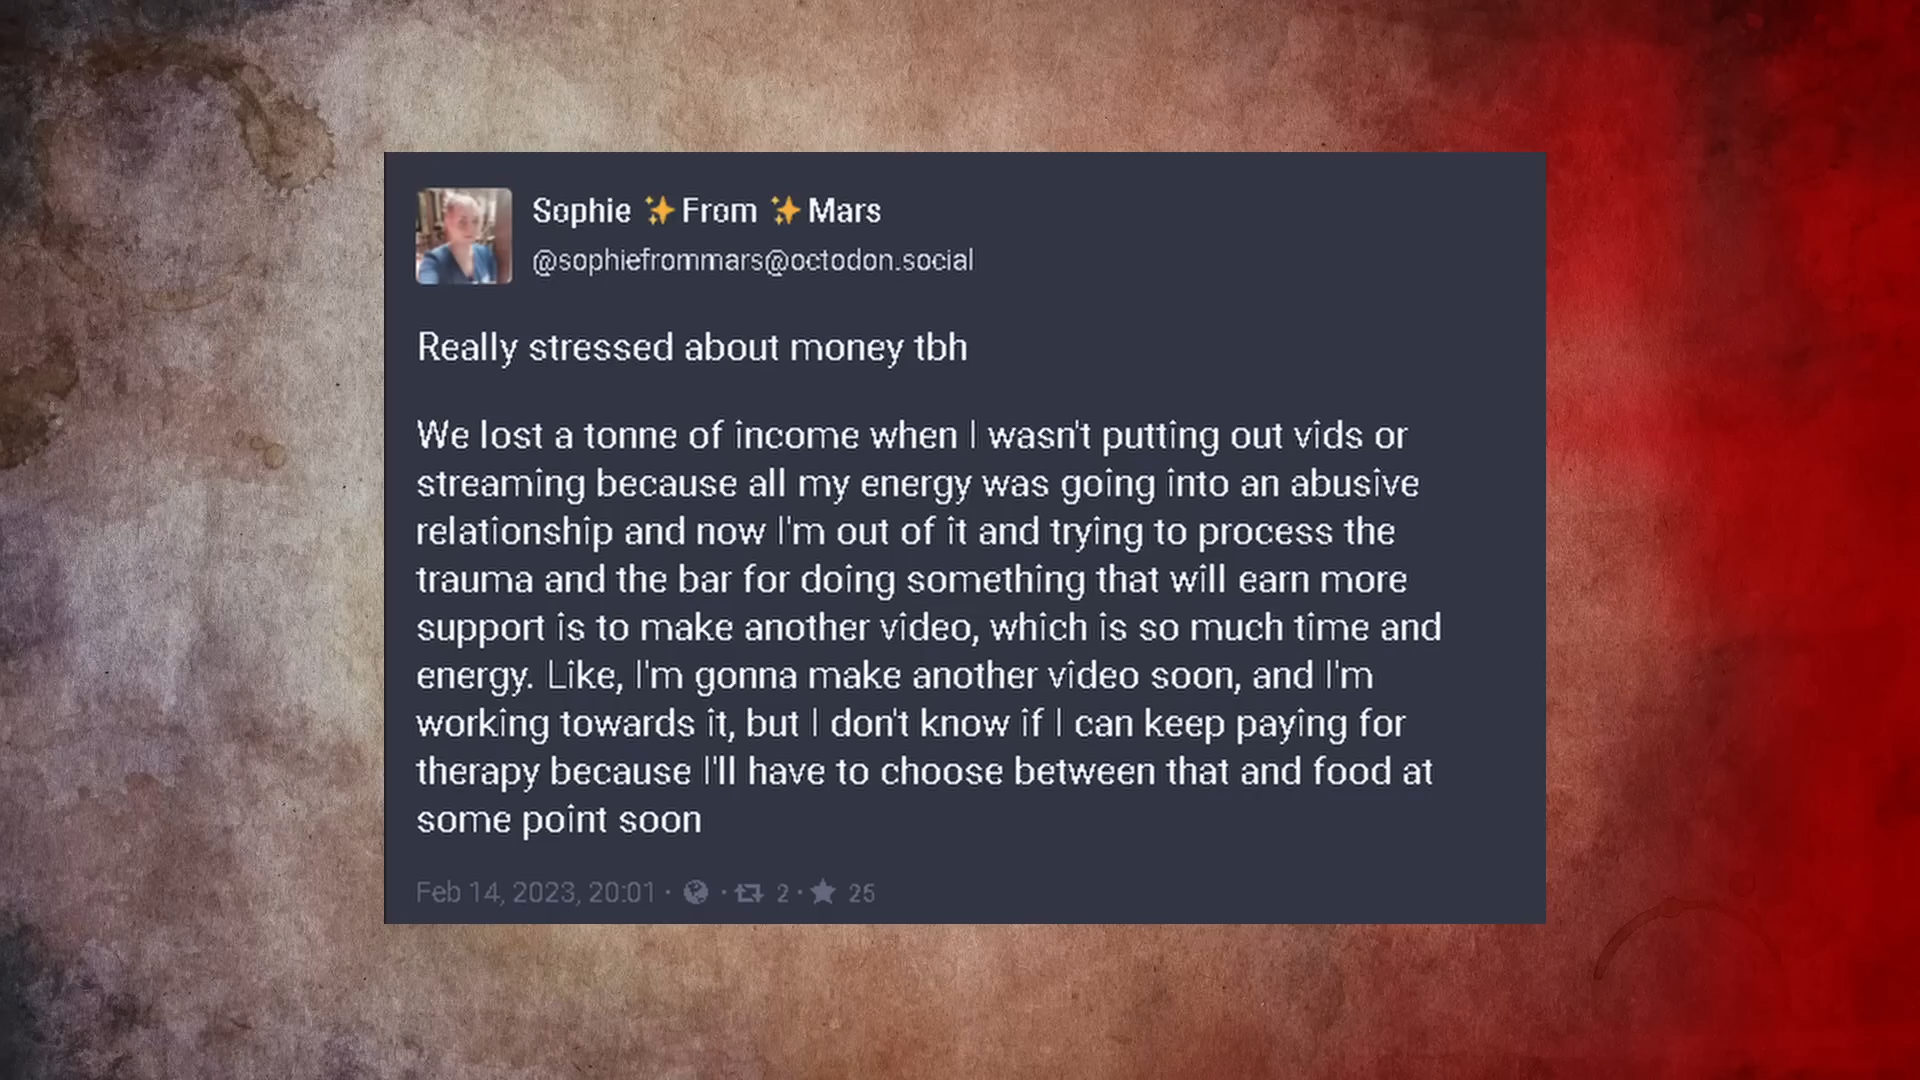 Sophie ✨From ✨Mars
@sophiefrommars@octodon.social
Really stressed about money tbh
We lost a tonne of income when I wasn't putting out vids or
streaming because all my energy was going into an abusive
relationship and now I'm out of it and trying to process the
trauma and the bar for doing something that will earn more
support is to make another video, which is so much time and
energy. Like, I'm gonna make another video soon, and I'm
working towards it, but I don't know if I can keep paying for
therapy because I'll have to choose between that and food at
some point soon
Feb 14, 2023, 20:01 · · 2 · 25